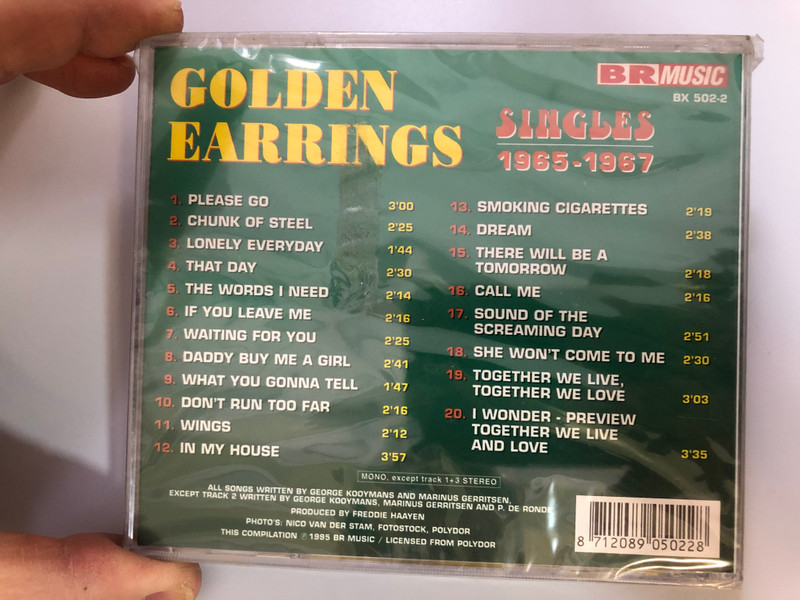 GOLDEN
EARRINGS
BR MUSIC
BX 502-2
SINGLES
1965-1967
1. PLEASE GO 3'00
2. CHUNK OF STEEL 2'25
3. LONELY EVERYDAY 1'44
4. THAT DAY 2'30
5. THE WORDS I NEED 2'14
6. IF YOU LEAVE ME 2'16
7. WAITING FOR YOU 2'25
8. DADDY BUY ME A GIRL 2'41
9. WHAT YOU GONNA TELL 1'47
10. DON'T RUN TOO FAR 2'16
11. WINGS 2'12
12. IN MY HOUSE 3'57
13. SMOKING CIGARETTES 2'19
14. DREAM 2'38
15. THERE WILL BE A
TOMORROW 2'18
16. CALL ME 2'16
17. SOUND OF THE
SCREAMING DAY 2'51
18. SHE WON'T COME TO ME 2'30
19. TOGETHER WE LIVE,
TOGETHER WE LOVE 3'03
20. I WONDER - PREVIEW
TOGETHER WE LIVE
AND LOVE 3'35
MONO, except track 1+3 STEREO
ALL SONGS WRITTEN BY GEORGE KOOYMANS AND MARINUS GERRITSEN,
EXCEPT TRACK 2 WRITTEN BY GEORGE KOOYMANS, MARINUS GERRITSEN AND P. DE RONDE
PRODUCED BY FREDDIE HAAYEN
PHOTO'S: NICO VAN DER STAM, FOTOSTOCK, POLYDOR
THIS COMPILATION ℗ 1995 BR MUSIC / LICENSED FROM POLYDOR
8 712089 050228